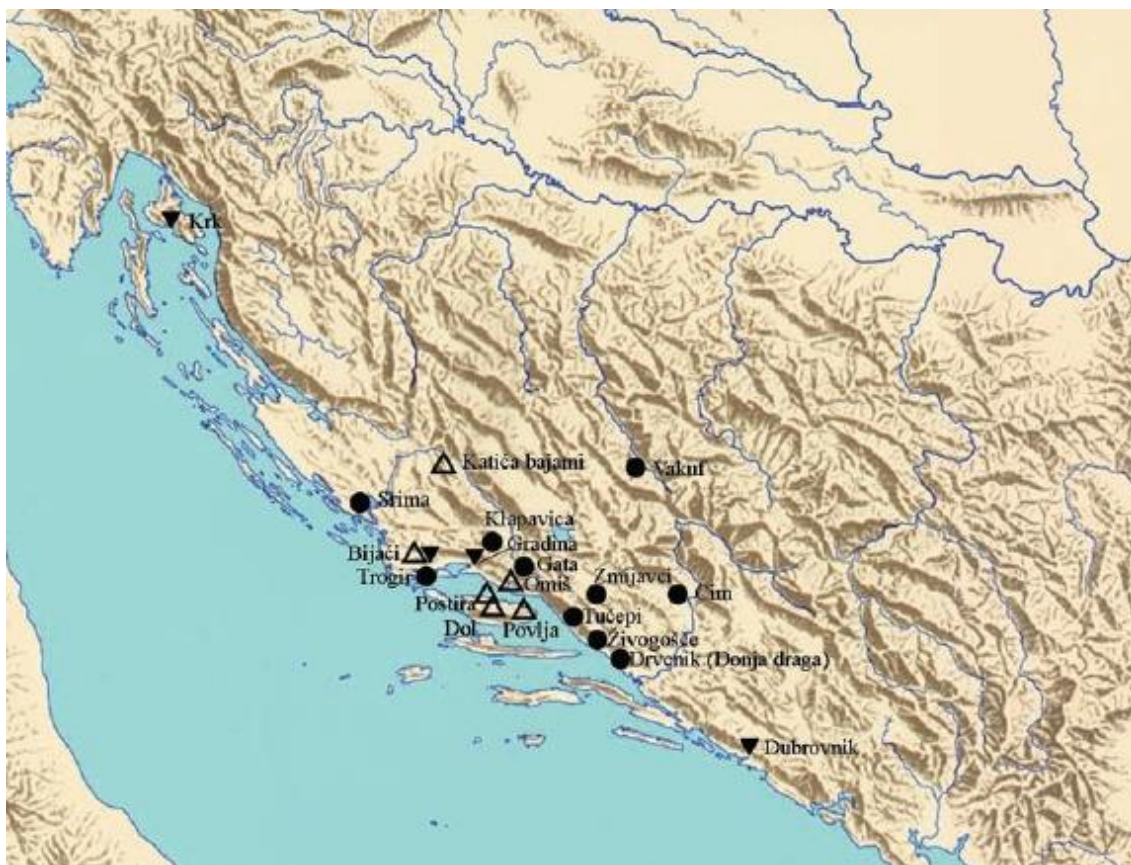 Krk
Katića bajami
Vakuf
Srima
Klapavica
Gradina
Bijaći
Gata
Trogir
Omiš
Zmijavci
Čim
Postira
Tučepi
Dol
Povlja
Živogošče
Drvenik (Donja draga)
Dubrovnik